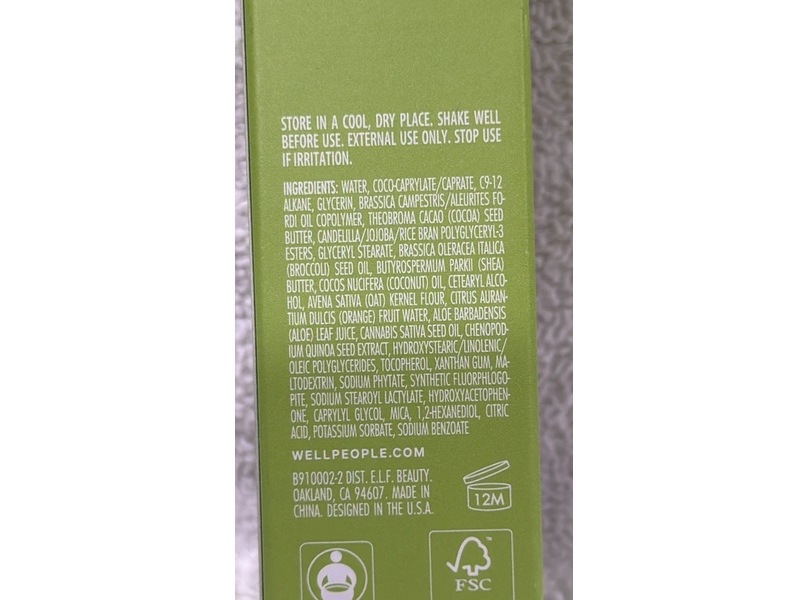 STORE IN A COOL, DRY PLACE. SHAKE WELL
BEFORE USE. EXTERNAL USE ONLY. STOP USE
IF IRRITATION.
INGREDIENTS: WATER, COCO-CAPRYLATE/CAPRATE, C9-12
ALKANE, GLYCERIN, BRASSICA CAMPESTRIS/ALEURITES FO-
RDI OIL COPOLYMER, THEOBROMA CACAO (COCOA) SEED
BUTTER, CANDELILLA/JOJOBA/RICE BRAN POLYGLYCERYL-3
ESTERS, GLYCERYL STEARATE, BRASSICA OLERACEA ITALICA
(BROCCOLI) SEED OIL, BUTYROSPERMUM PARKII (SHEA)
BUTTER, COCOS NUCIFERA (COCONUT) OIL, CETEARYL ALCO-
HOL, AVENA SATIVA (OAT) KERNEL FLOUR, CITRUS AURAN-
TIUM DULCIS (ORANGE) FRUIT WATER, ALOE BARBADENSIS
(ALOE) LEAF JUICE, CANNABIS SATIVA SEED OIL, CHENOPOD-
IUM QUINOA SEED EXTRACT, HYDROXYSTEARIC/LINOLENIC/
OLEIC POLYGLYCERIDES, TOCOPHEROL, XANTHAN GUM, MA-
LTODEXTRIN, SODIUM PHYTATE, SYNTHETIC FLUORPHLOGO-
PITE, SODIUM STEAROYL LACTYLATE, HYDROXYACETOPHEN-
ONE, CAPRYLYL GLYCOL, MICA, 1,2-HEXANEDIOL, CITRIC
ACID, POTASSIUM SORBATE, SODIUM BENZOATE
WELLPEOPLE.COM
B910002-2 DIST. E.L.F. BEAUTY.
OAKLAND, CA 94607. MADE IN
CHINA. DESIGNED IN THE U.S.A.
12M
FSC